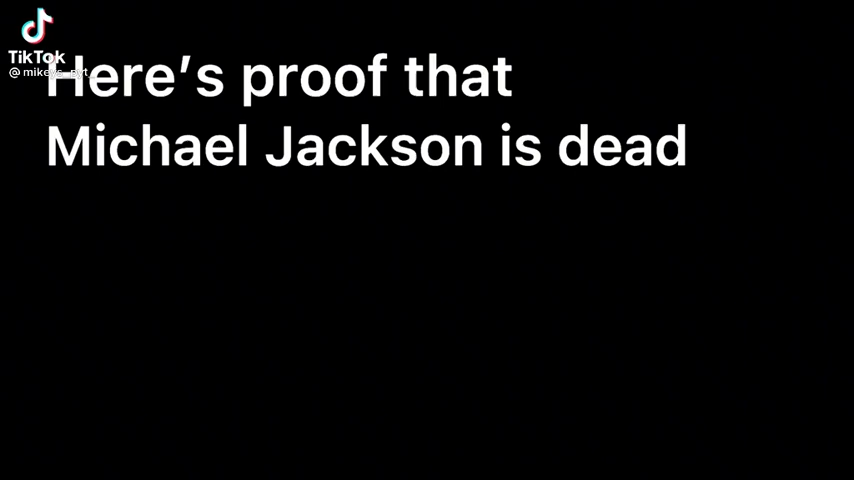 TikTok
Here’s proof that
Michael Jackson is dead